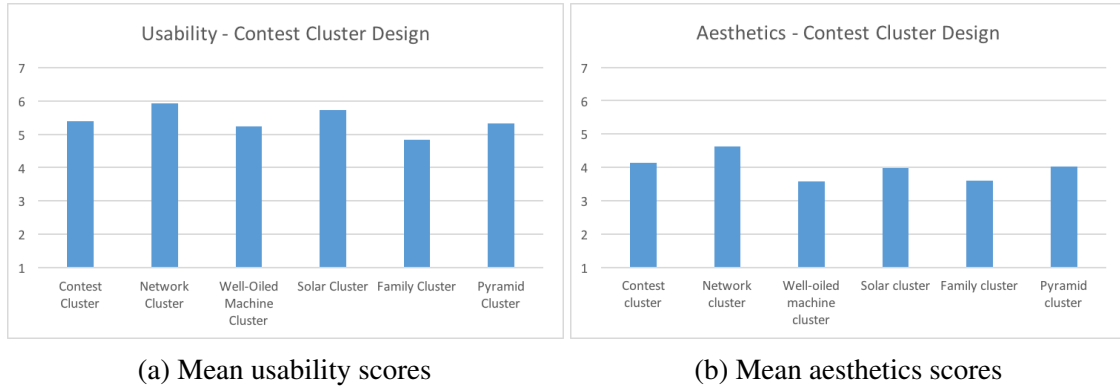 Usability - Contest Cluster Design
7
6
5
4
3
2
1
Contest
Cluster
Network
Cluster
Well-Oiled
Machine
Cluster
Solar Cluster
Family Cluster
Pyramid
Cluster
(a) Mean usability scores
Aesthetics - Contest Cluster Design
7
6
5
4
3
2
1
Contest
cluster
Network
cluster
Well-oiled
machine
cluster
Solar cluster
Family cluster
Pyramid
cluster
(b) Mean aesthetics scores